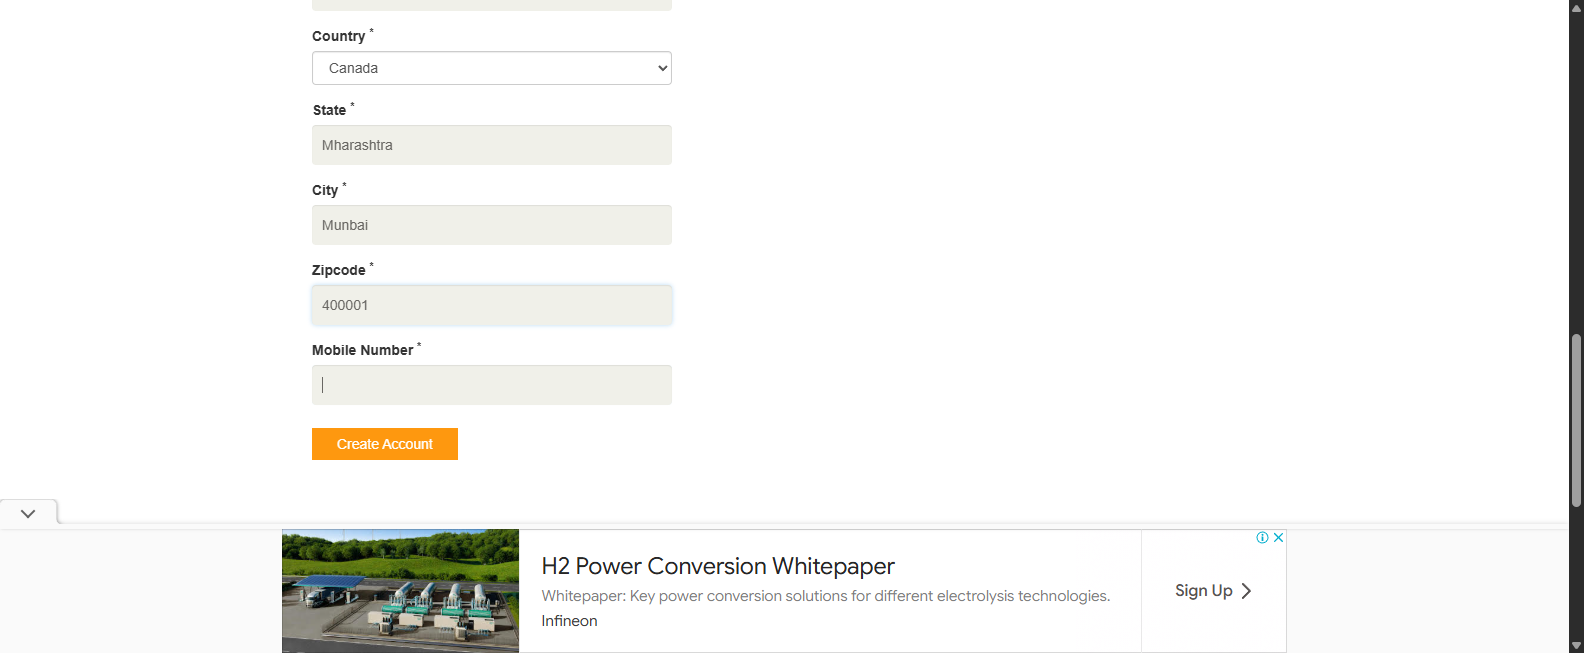 Country *
Canada
State *
Mharashtra
City *
Munbai
Zipcode *
400001
Mobile Number *
Create Account
H2 Power Conversion Whitepaper
Whitepaper: Key power conversion solutions for different electrolysis technologies.
Infineon
Sign Up